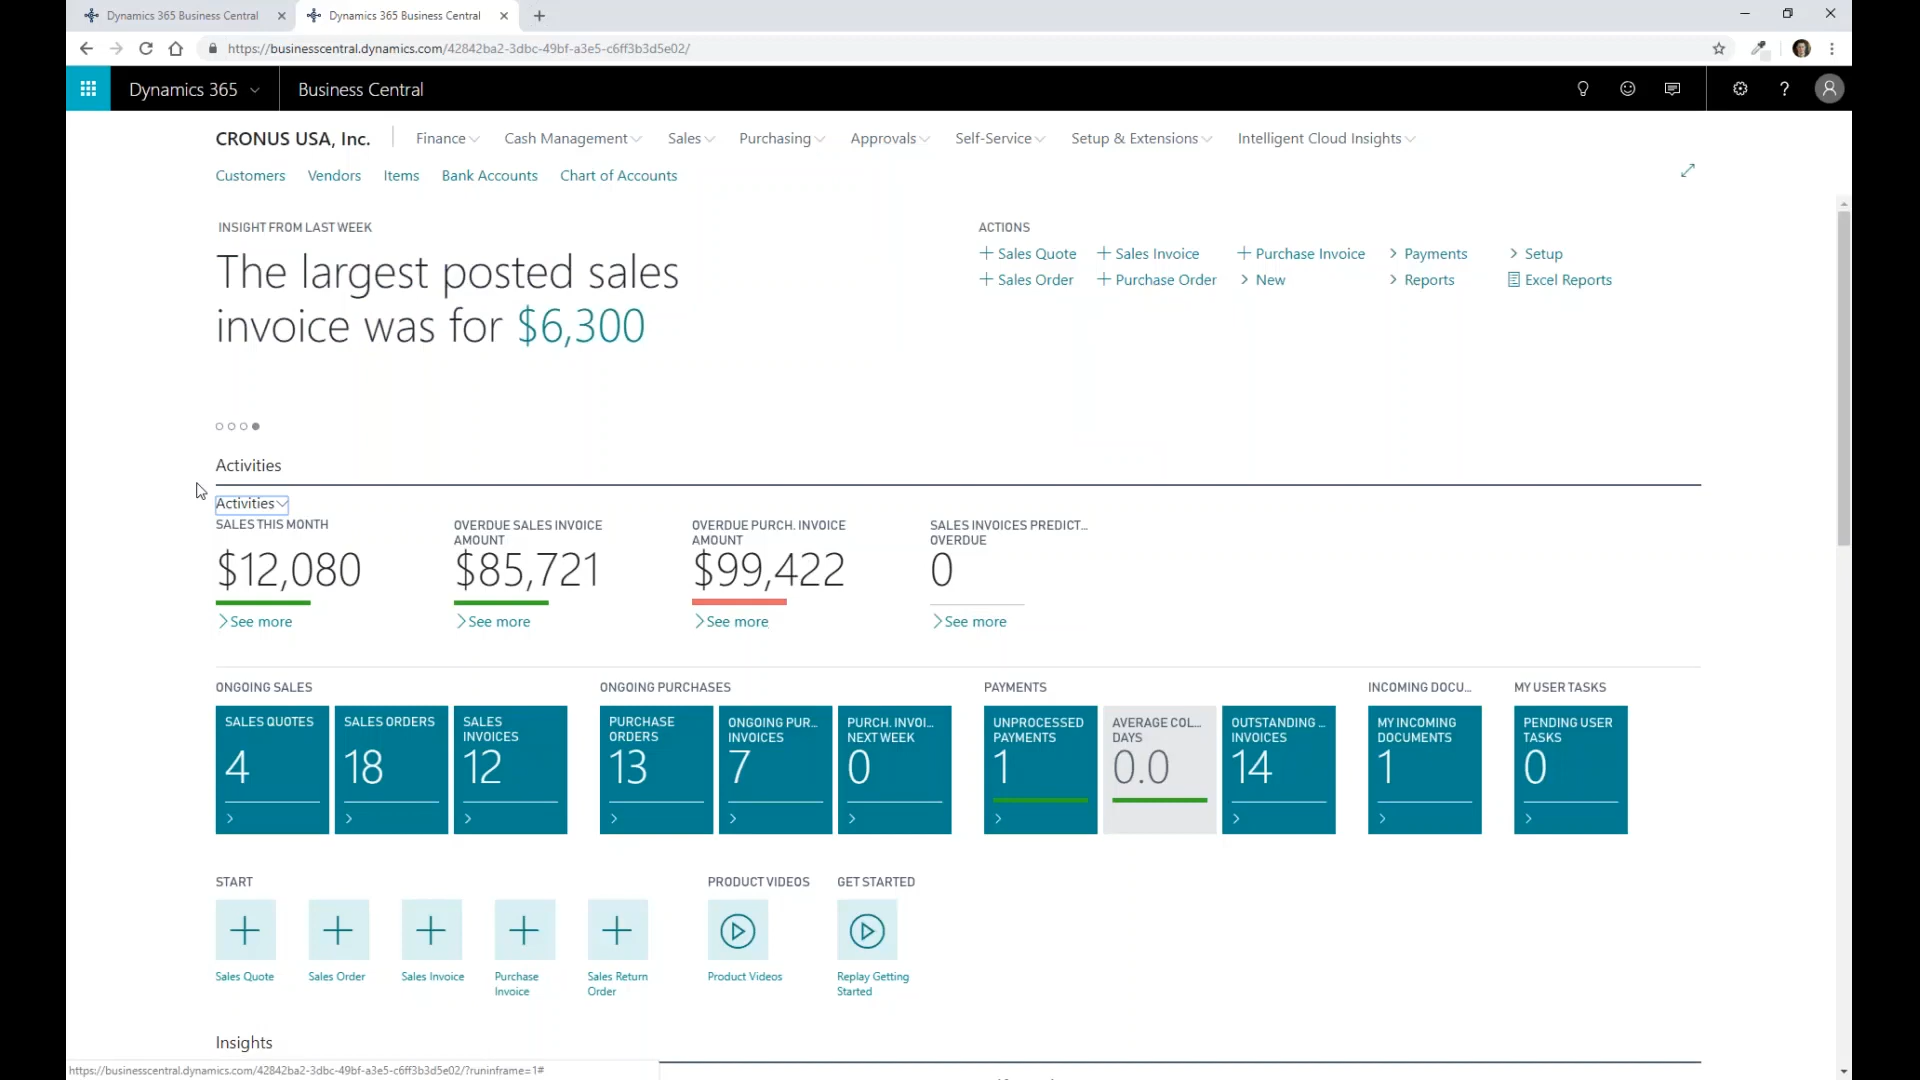 Dynamics 365 Business Central
Dynamics 365 Business Central
https://businesscentral.dynamics.com/42842ba2-3dbc-49bf-a3e5-c6ff3b3d5e02/
Dynamics 365
Business Central
CRONUS USA, Inc.
Finance
Cash Management
Sales
Purchasing
Approvals
Self-Service
Setup & Extensions
Intelligent Cloud Insights
Customers
Vendors
Items
Bank Accounts
Chart of Accounts
INSIGHT FROM LAST WEEK
The largest posted sales
invoice was for $6,300
ACTIONS
+ Sales Quote
+ Sales Invoice
+ Purchase Invoice
> Payments
> Setup
+ Sales Order
+ Purchase Order
> New
> Reports
Excel Reports
Activities
Activities
SALES THIS MONTH
$12,080
>See more
OVERDUE SALES INVOICE
AMOUNT
$85,721
>See more
OVERDUE PURCH. INVOICE
AMOUNT
$99,422
>See more
SALES INVOICES PREDICT...
OVERDUE
0
>See more
ONGOING SALES
SALES QUOTES
4
SALES ORDERS
18
SALES
INVOICES
12
ONGOING PURCHASES
PURCHASE
ORDERS
13
ONGOING PUR...
INVOICES
7
PURCH. INVOI...
NEXT WEEK
0
PAYMENTS
UNPROCESSED
PAYMENTS
1
AVERAGE COL...
DAYS
0.0
OUTSTANDING ...
INVOICES
14
INCOMING DOCU...
MY INCOMING
DOCUMENTS
1
MY USER TASKS
PENDING USER
TASKS
0
START
Sales Quote
Sales Order
Sales Invoice
Purchase
Invoice
Sales Return
Order
PRODUCT VIDEOS
Product Videos
GET STARTED
Replay Getting
Started
Insights
https://businesscentral.dynamics.com/42842ba2-3dbc-49bf-a3e5-c6ff3b3d5e02/?runinframe=1#